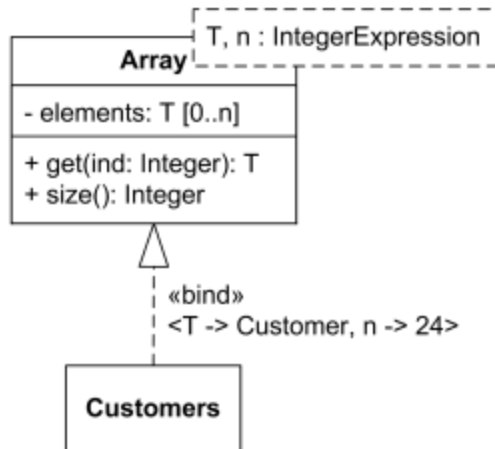 T, n : IntegerExpression
Array
- elements: T [0..n]
+ get(ind: Integer): T
+ size(): Integer
«bind»
<T -> Customer, n -> 24>
Customers